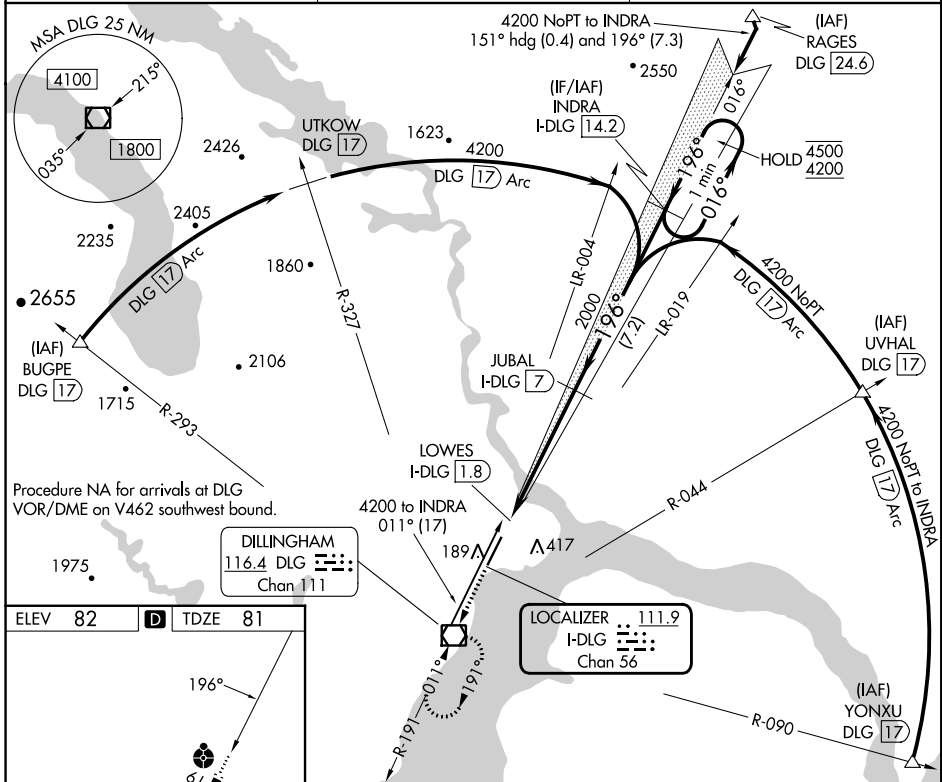 MSA DLG 25 NM
4100
215°
035°
1800
4200 NoPT to INDRA
151° hdg (0.4) and 196° (7.3)
(IAF)
RAGES
DLG 24.6
2550
(IF/IAF)
INDRA
I-DLG 14.2
016°
196°
1 min
016°
HOLD 4500
4200
UTKOW
DLG 17
1623
4200
DLG 17 Arc
2426
2405
2235
DLG 17 Arc
1860
R-327
LR-004
2000
196°
(7.2)
LR-019
4200 NoPT
DLG 17 Arc
2655
(IAF)
BUGPE
DLG 17
2106
1715
R-293
JUBAL
I-DLG 7
(IAF)
UVHAL
DLG 17
4200 NoPT to INDRA
DLG 17 Arc
R-044
LOWES
I-DLG 1.8
Procedure NA for arrivals at DLG
VOR/DME on V462 southwest bound.
4200 to INDRA
011° (17)
189
417
DILLINGHAM
116.4 DLG
Chan 111
1975
LOCALIZER 111.9
I-DLG
Chan 56
011°
191°
R-191
R-090
(IAF)
YONXU
DLG 17
ELEV 82 D TDZE 81
196°